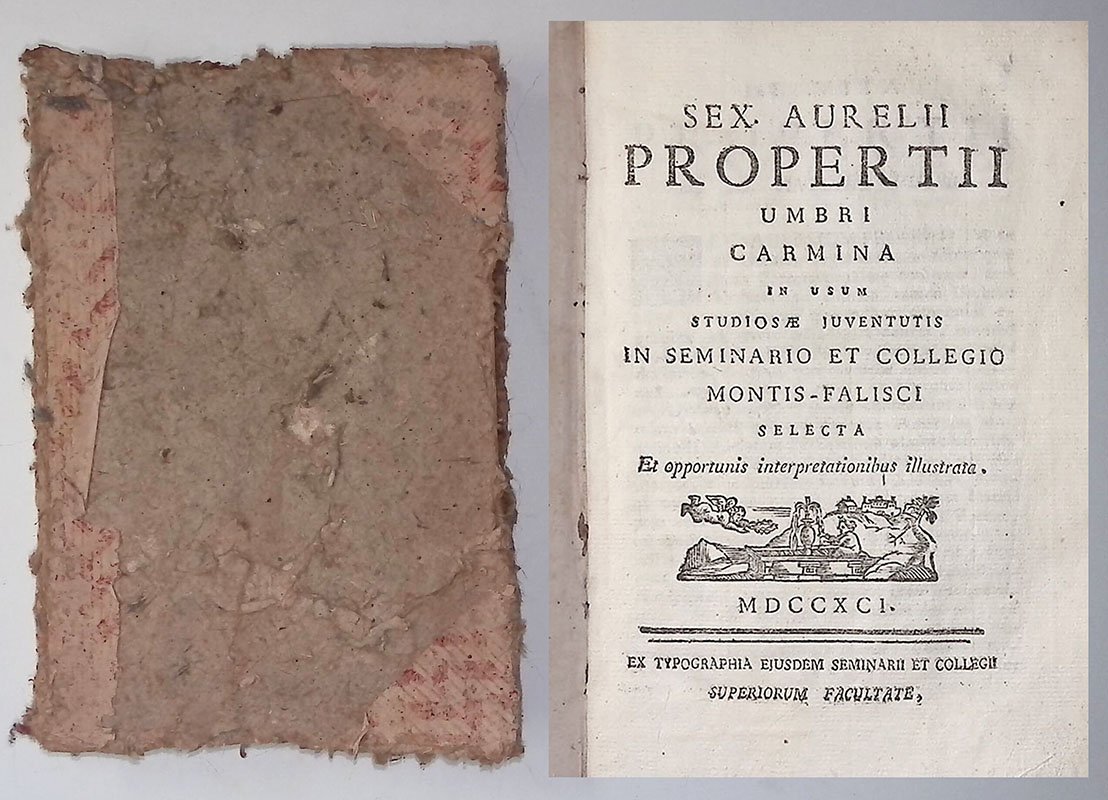 SEX. AURELII
PROPERTII
UMBRI
CARMINA
IN USUM
STUDIOSÆ JUVENTUTIS
IN SEMINARIO ET COLLEGIO
MONTIS-FALISCI
SELECTA
Et opportunis interpretationibus illustrata.
MDCCXCI.
EX TYPOGRAPHIA EJUSDEM SEMINARII ET COLLEGII
SUPERIORUM FACULTATE,